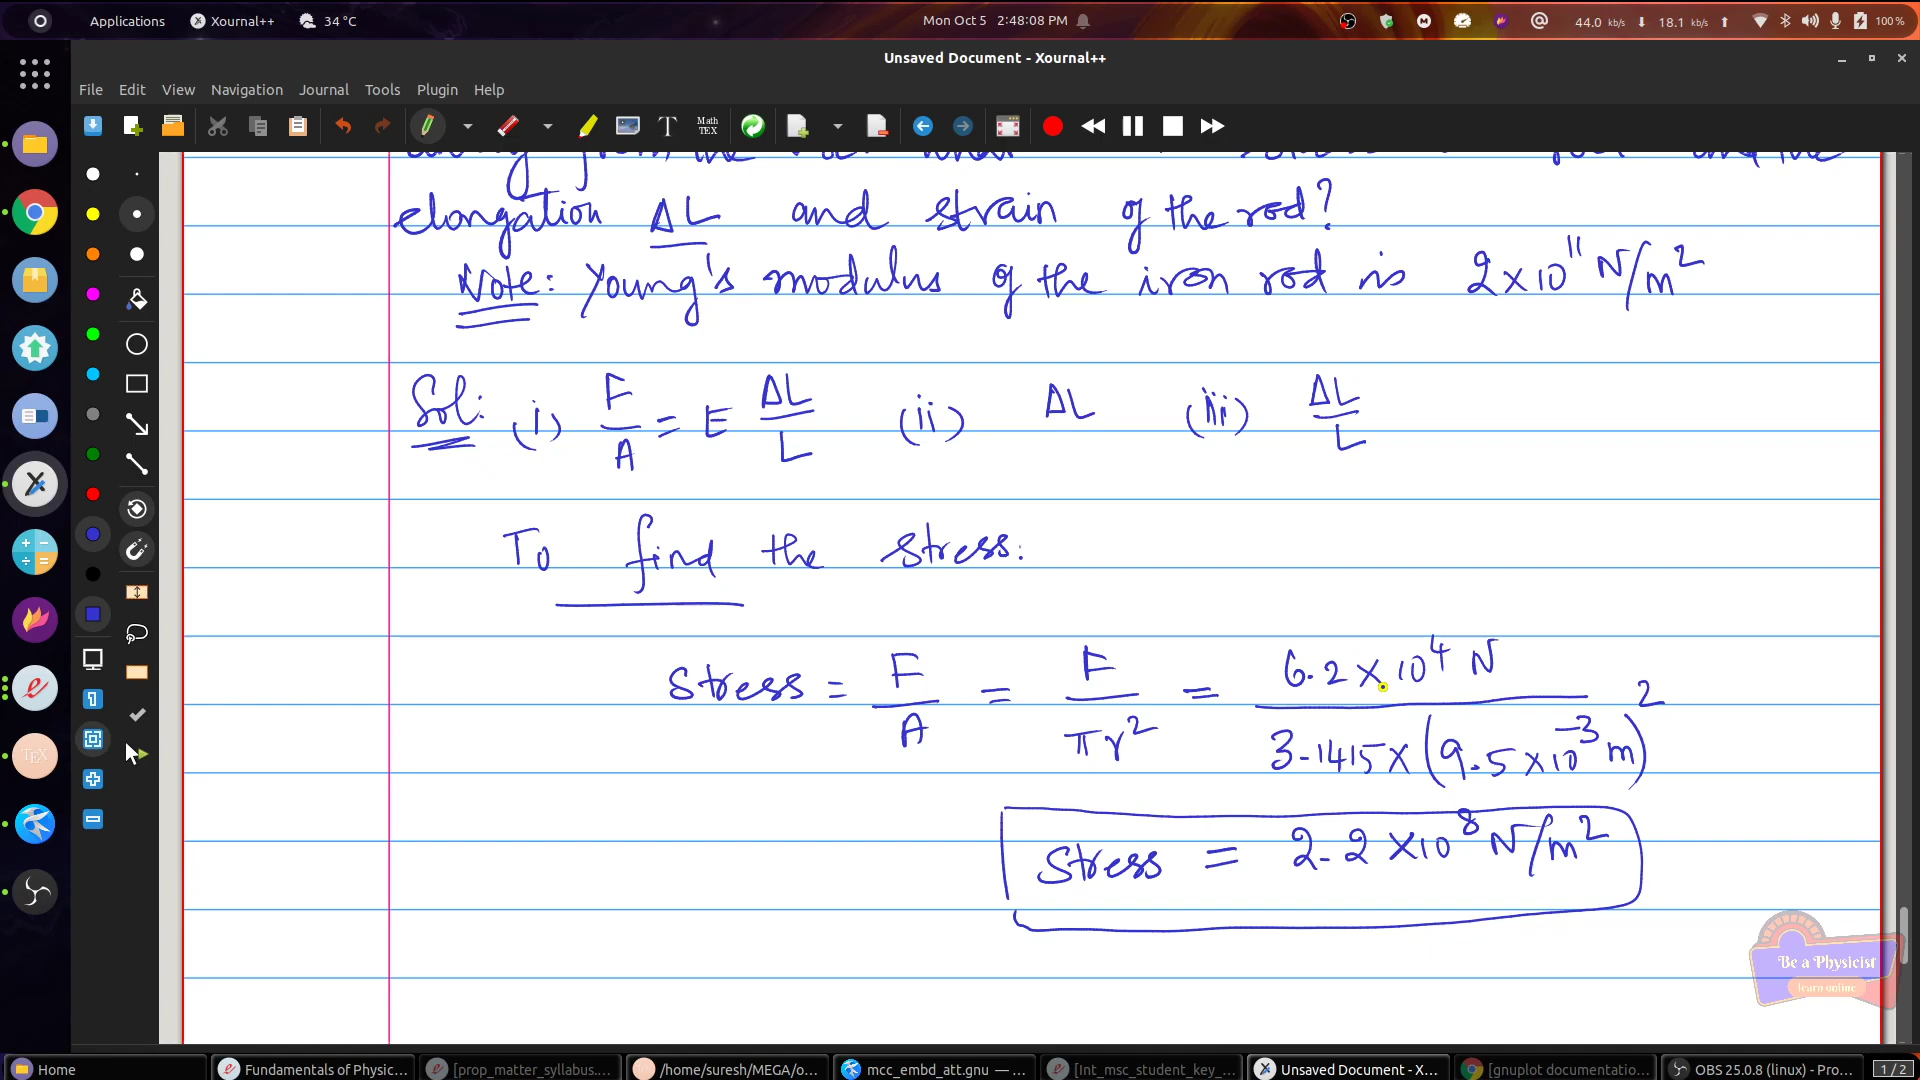 Applications Xournal++ 34 °C Mon Oct 5 2:48:08 PM 44.0 kb/s 18.1 kb/s 100 %
Unsaved Document - Xournal++
File Edit View Navigation Journal Tools Plugin Help
Math TEX
elongation ΔL and strain of the rod?
Note: Young's modulus of the iron rod is 2×10¹¹ N/m²
Sol: (i) F/A = E ΔL/L (ii) ΔL (iii) ΔL/L
To find the stress:
Stress = F/A = F/πr² = 6.2×10⁴ N / 3.1415×(9.5×10⁻³ m)²
Stress = 2.2×10⁸ N/m²
Be a Physicist
learn online
Home Fundamentals of Physic... [prop_matter_syllabus.... /home/suresh/MEGA/o... mcc_embd_att.gnu — ... [Int_msc_student_key_... Unsaved Document - X... [gnuplot documentatio... OBS 25.0.8 (linux) - Pro... 1 / 2